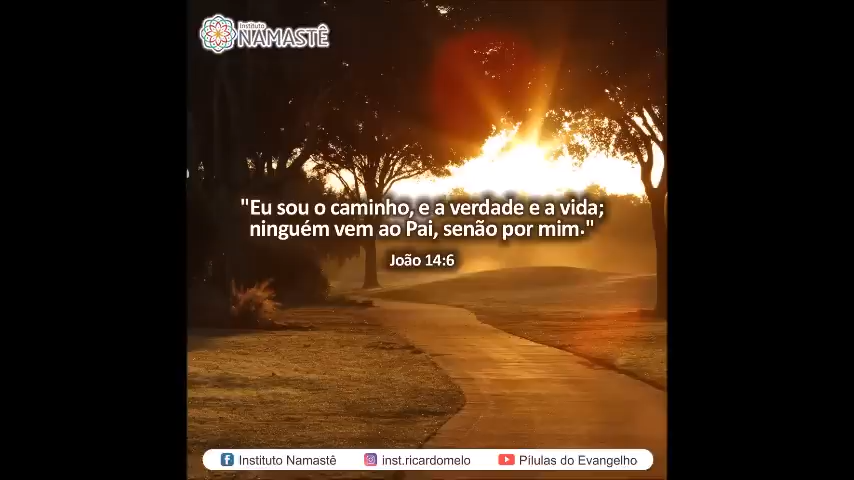 Instituto
NAMASTÊ
"Eu sou o caminho, e a verdade e a vida;
ninguém vem ao Pai, senão por mim."
João 14:6
Instituto Namastê
inst.ricardomelo
Pílulas do Evangelho